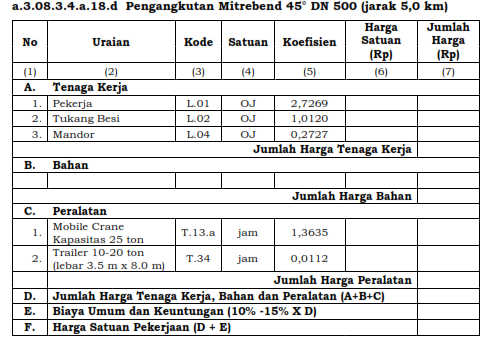 a.3.08.3.4.a.18.d Pengangkutan Mitrebend 45° DN 500 (jarak 5,0 km)
No Uraian Kode Satuan Koefisien Harga Satuan (Rp) Jumlah Harga (Rp)
(1) (2) (3) (4) (5) (6) (7)
A. Tenaga Kerja
1. Pekerja L.01 OJ 2,7269
2. Tukang Besi L.02 OJ 1,0120
3. Mandor L.04 OJ 0,2727
Jumlah Harga Tenaga Kerja
B. Bahan
Jumlah Harga Bahan
C. Peralatan
1. Mobile Crane Kapasitas 25 ton T.13.a jam 1,3635
2. Trailer 10-20 ton (lebar 3.5 m x 8.0 m) T.34 jam 0,0112
Jumlah Harga Peralatan
D. Jumlah Harga Tenaga Kerja, Bahan dan Peralatan (A+B+C)
E. Biaya Umum dan Keuntungan (10% -15% X D)
F. Harga Satuan Pekerjaan (D + E)